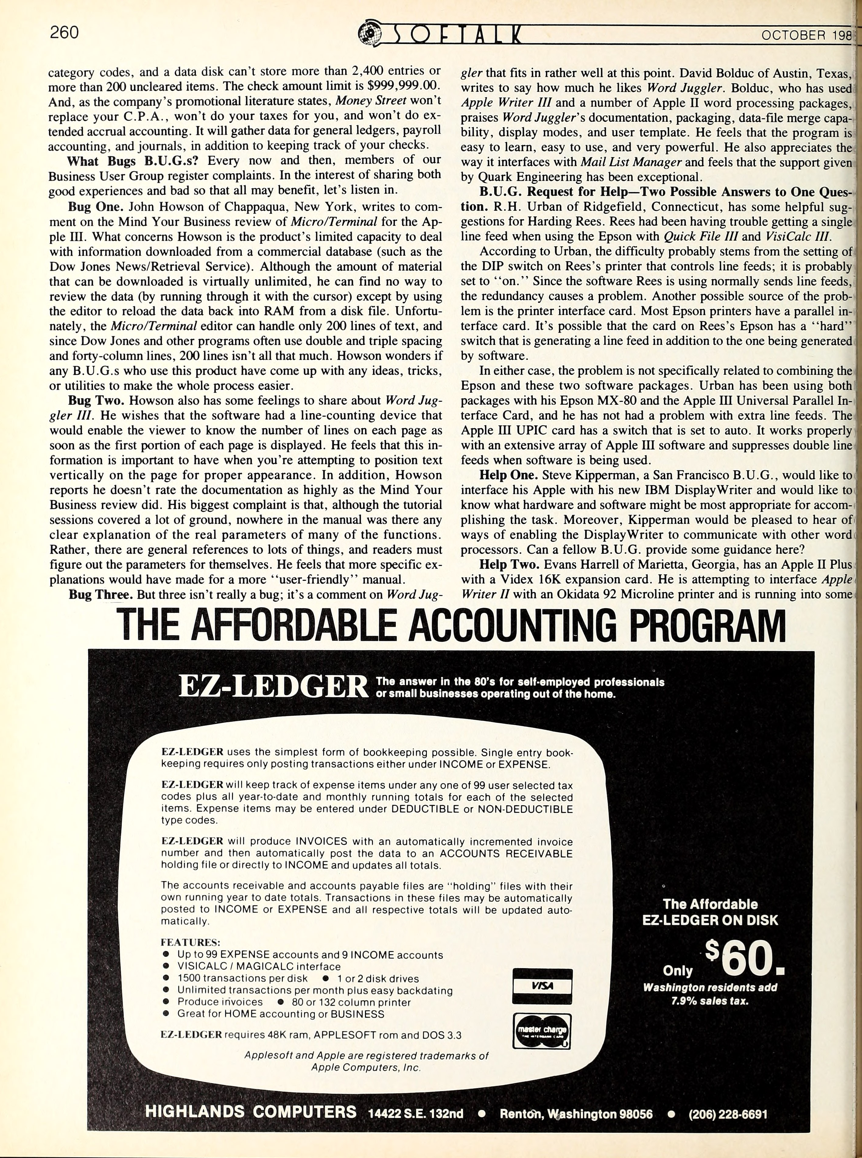 260
SOFTALK
OCTOBER 198
category codes, and a data disk can't store more than 2,400 entries or
more than 200 uncleared items. The check amount limit is $999,999.00.
And, as the company's promotional literature states, Money Street won't
replace your C.P.A., won't do your taxes for you, and won't do ex-
tended accrual accounting. It will gather data for general ledgers, payroll
accounting, and journals, in addition to keeping track of your checks.
What Bugs B.U.G.s? Every now and then, members of our
Business User Group register complaints. In the interest of sharing both
good experiences and bad so that all may benefit, let's listen in.
Bug One. John Howson of Chappaqua, New York, writes to com-
ment on the Mind Your Business review of Micro/Terminal for the Ap-
ple III. What concerns Howson is the product's limited capacity to deal
with information downloaded from a commercial database (such as the
Dow Jones News/Retrieval Service). Although the amount of material
that can be downloaded is virtually unlimited, he can find no way to
review the data (by running through it with the cursor) except by using
the editor to reload the data back into RAM from a disk file. Unfortu-
nately, the Micro/Terminal editor can handle only 200 lines of text, and
since Dow Jones and other programs often use double and triple spacing
and forty-column lines, 200 lines isn't all that much. Howson wonders if
any B.U.G.s who use this product have come up with any ideas, tricks,
or utilities to make the whole process easier.
Bug Two. Howson also has some feelings to share about Word Jug-
gler III. He wishes that the software had a line-counting device that
would enable the viewer to know the number of lines on each page as
soon as the first portion of each page is displayed. He feels that this in-
formation is important to have when you're attempting to position text
vertically on the page for proper appearance. In addition, Howson
reports he doesn't rate the documentation as highly as the Mind Your
Business review did. His biggest complaint is that, although the tutorial
sessions covered a lot of ground, nowhere in the manual was there any
clear explanation of the real parameters of many of the functions.
Rather, there are general references to lots of things, and readers must
figure out the parameters for themselves. He feels that more specific ex-
planations would have made for a more "user-friendly" manual.
Bug Three. But three isn't really a bug; it's a comment on Word Jug-
gler that fits in rather well at this point. David Bolduc of Austin, Texas,
writes to say how much he likes Word Juggler. Bolduc, who has used
Apple Writer III and a number of Apple II word processing packages,
praises Word Juggler's documentation, packaging, data-file merge capa-
bility, display modes, and user template. He feels that the program is
easy to learn, easy to use, and very powerful. He also appreciates the
way it interfaces with Mail List Manager and feels that the support given
by Quark Engineering has been exceptional.
B.U.G. Request for Help—Two Possible Answers to One Ques-
tion. R.H. Urban of Ridgefield, Connecticut, has some helpful sug-
gestions for Harding Rees. Rees had been having trouble getting a single
line feed when using the Epson with Quick File III and VisiCalc III.
According to Urban, the difficulty probably stems from the setting of
the DIP switch on Rees's printer that controls line feeds; it is probably
set to "on." Since the software Rees is using normally sends line feeds,
the redundancy causes a problem. Another possible source of the prob-
lem is the printer interface card. Most Epson printers have a parallel in-
terface card. It's possible that the card on Rees's Epson has a "hard"
switch that is generating a line feed in addition to the one being generated
by software.
In either case, the problem is not specifically related to combining the
Epson and these two software packages. Urban has been using both
packages with his Epson MX-80 and the Apple III Universal Parallel In-
terface Card, and he has not had a problem with extra line feeds. The
Apple III UPIC card has a switch that is set to auto. It works properly
with an extensive array of Apple III software and suppresses double line
feeds when software is being used.
Help One. Steve Kipperman, a San Francisco B.U.G., would like to
interface his Apple with his new IBM DisplayWriter and would like to
know what hardware and software might be most appropriate for accom-
plishing the task. Moreover, Kipperman would be pleased to hear of
ways of enabling the DisplayWriter to communicate with other word
processors. Can a fellow B.U.G. provide some guidance here?
Help Two. Evans Harrell of Marietta, Georgia, has an Apple II Plus
with a Videx 16K expansion card. He is attempting to interface Apple
Writer II with an Okidata 92 Microline printer and is running into some
THE AFFORDABLE ACCOUNTING PROGRAM
EZ-LEDGER
The answer in the 80's for self-employed professionals
or small businesses operating out of the home.
EZ-LEDGER uses the simplest form of bookkeeping possible. Single entry book-
keeping requires only posting transactions either under INCOME or EXPENSE.
EZ-LEDGER will keep track of expense items under any one of 99 user selected tax
codes plus all year-to-date and monthly running totals for each of the selected
items. Expense items may be entered under DEDUCTIBLE or NON-DEDUCTIBLE
type codes.
EZ-LEDGER will produce INVOICES with an automatically incremented invoice
number and then automatically post the data to an ACCOUNTS RECEIVABLE
holding file or directly to INCOME and updates all totals.
The accounts receivable and accounts payable files are "holding" files with their
own running year to date totals. Transactions in these files may be automatically
posted to INCOME or EXPENSE and all respective totals will be updated auto-
matically.
FEATURES:
● Up to 99 EXPENSE accounts and 9 INCOME accounts
● VISICALC / MAGICALC interface
● 1500 transactions per disk ● 1 or 2 disk drives
● Unlimited transactions per month plus easy backdating
● Produce invoices ● 80 or 132 column printer
● Great for HOME accounting or BUSINESS
EZ-LEDGER requires 48K ram, APPLESOFT rom and DOS 3.3
Applesoft and Apple are registered trademarks of
Apple Computers, Inc.
VISA
master charge
THE INTERBANK CARD
The Affordable
EZ-LEDGER ON DISK
Only $60.
Washington residents add
7.9% sales tax.
HIGHLANDS COMPUTERS 14422 S.E. 132nd ● Renton, Washington 98056 ● (206) 228-6691